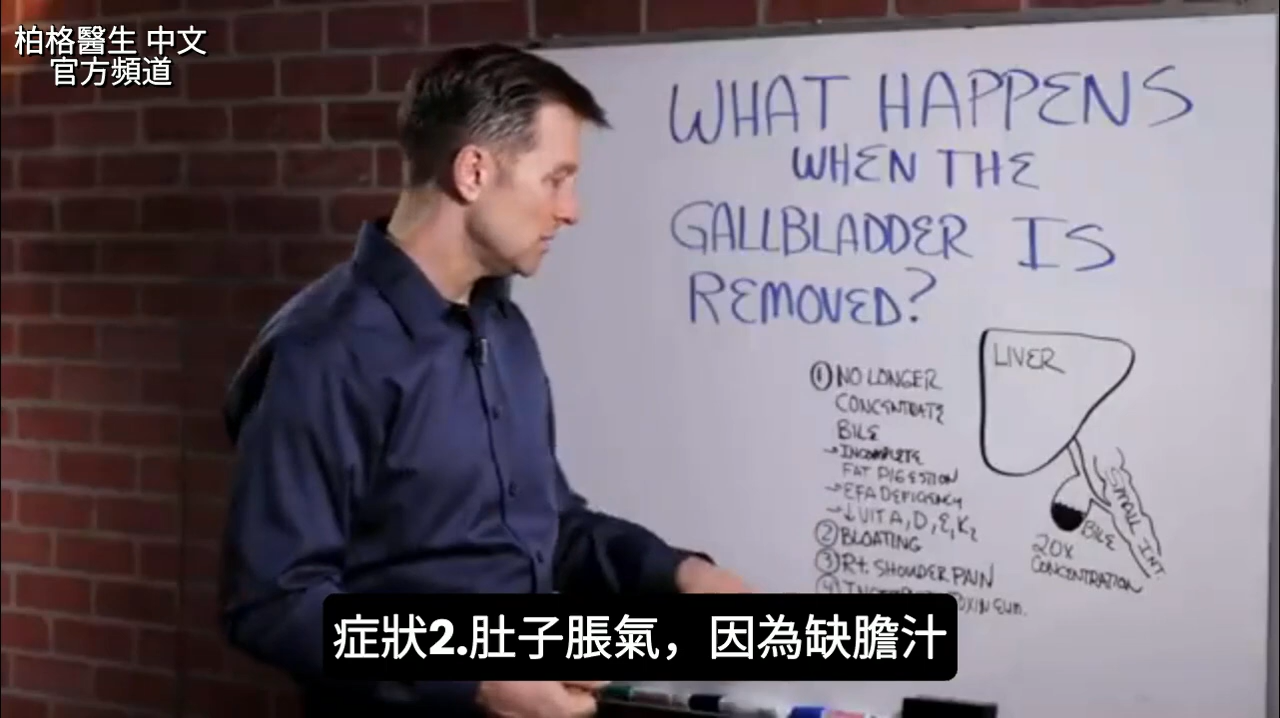 柏格醫生 中文
官方頻道
WHAT HAPPENS
WHEN THE
GALLBLADDER IS
REMOVED?
① NO LONGER
CONCENTRATE
BILE
→ INCOMPLETE
FAT DIGESTION
→ EFA DEFICIENCY
→ ↓ VIT A, D, E, K₂
② BLOATING
③ Rt. SHOULDER PAIN
④
LIVER
SMALL INT
BILE
20X
CONCENTRATION
症狀2.肚子脹氣，因為缺膽汁